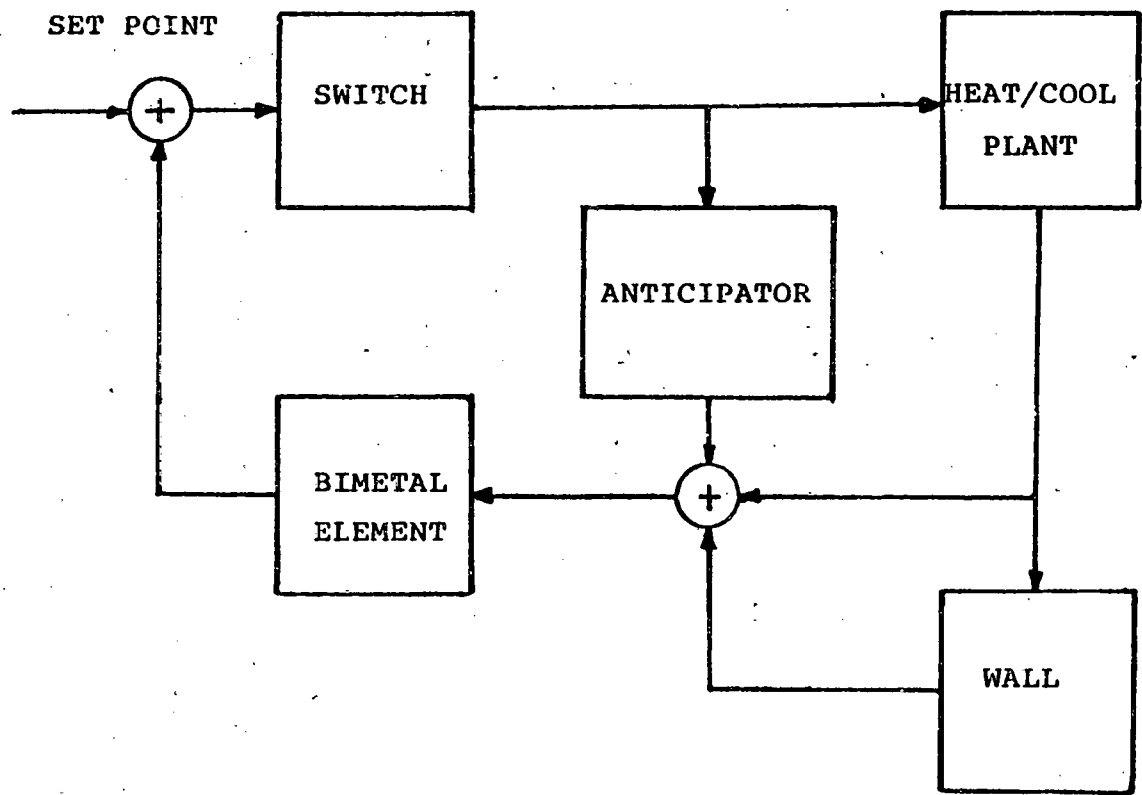 SET POINT
+
SWITCH
HEAT/COOL
PLANT
ANTICIPATOR
BIMETAL
ELEMENT
+
WALL